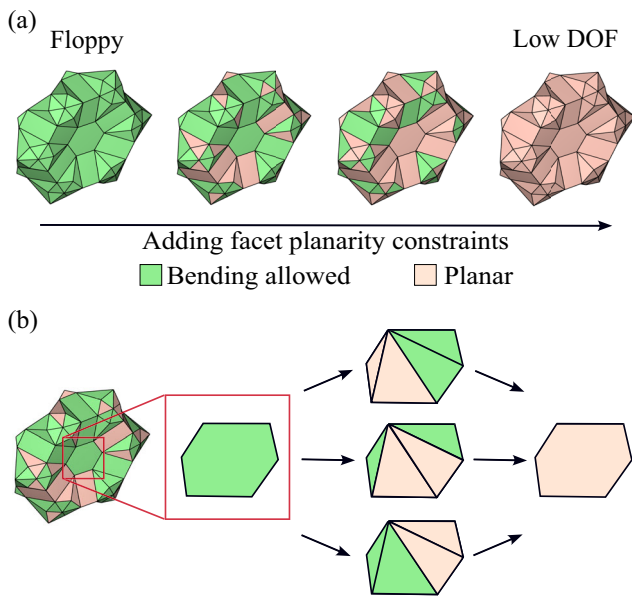 (a)
Floppy
Low DOF
Adding facet planarity constraints
Bending allowed
Planar
(b)